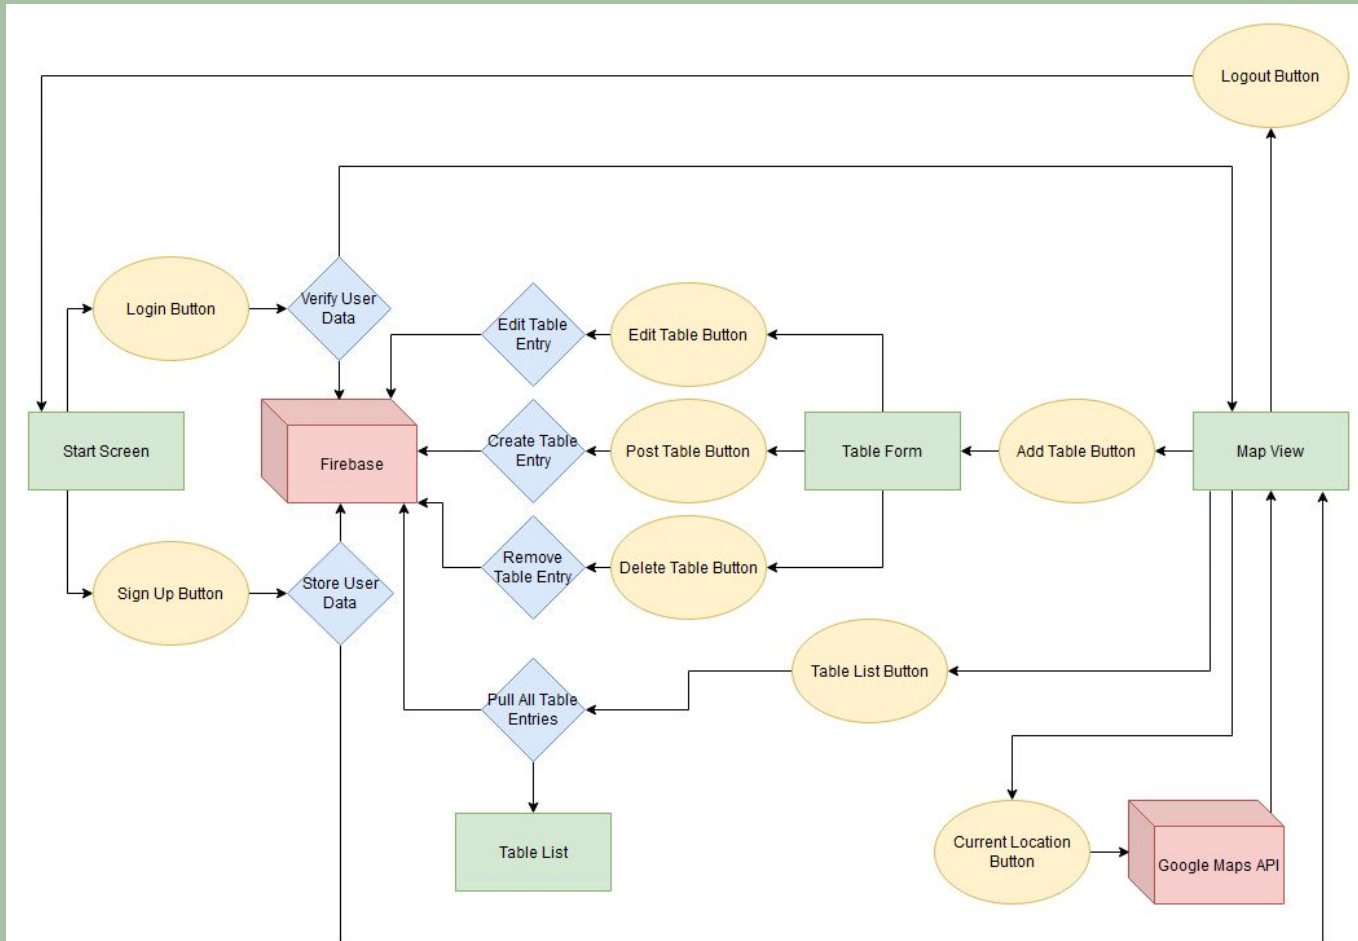 Logout Button
Login Button
Verify User
Data
Edit Table
Entry
Edit Table Button
Start Screen
Firebase
Create Table
Entry
Post Table Button
Table Form
Add Table Button
Map View
Sign Up Button
Store User
Data
Remove
Table Entry
Delete Table Button
Pull All Table
Entries
Table List Button
Table List
Current Location
Button
Google Maps API